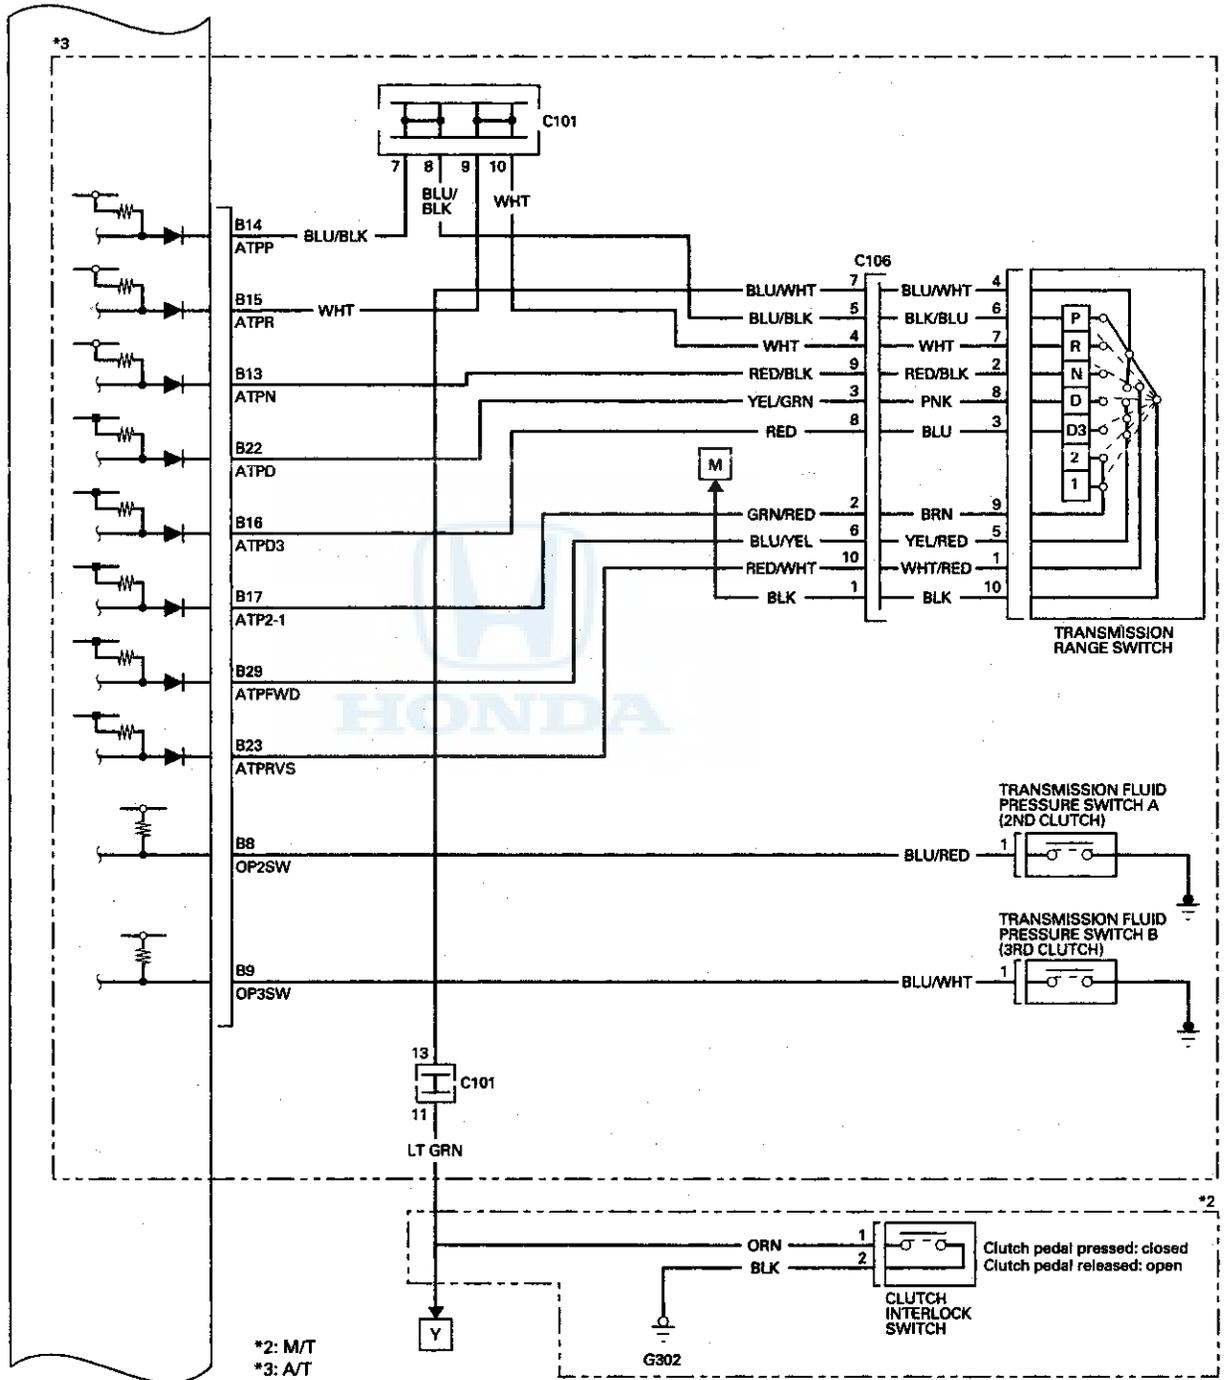 *3
C101
7 8 9 10
BLU/
BLK
WHT
B14
ATPP
BLU/BLK
B15
ATPR
WHT
B13
ATPN
B22
ATPD
B16
ATPD3
B17
ATP2-1
B29
ATPFWD
B23
ATPRVS
B8
OP2SW
B9
OP3SW
C106
BLU/WHT 7 BLU/WHT 4
BLU/BLK 5 BLK/BLU 6
WHT 4 WHT 7
RED/BLK 9 RED/BLK 2
YEL/GRN 3 PNK 8
RED 8 BLU 3
GRN/RED 2 BRN 9
BLU/YEL 6 YEL/RED 5
RED/WHT 10 WHT/RED 1
BLK 1 BLK 10
P
R
N
D
D3
2
1
M
TRANSMISSION
RANGE SWITCH
HONDA
TRANSMISSION FLUID
PRESSURE SWITCH A
(2ND CLUTCH)
BLU/RED 1
TRANSMISSION FLUID
PRESSURE SWITCH B
(3RD CLUTCH)
BLU/WHT 1
13
C101
11
LT GRN
*2
ORN 1
BLK 2
Clutch pedal pressed: closed
Clutch pedal released: open
CLUTCH
INTERLOCK
SWITCH
Y
G302
*2: M/T
*3: A/T